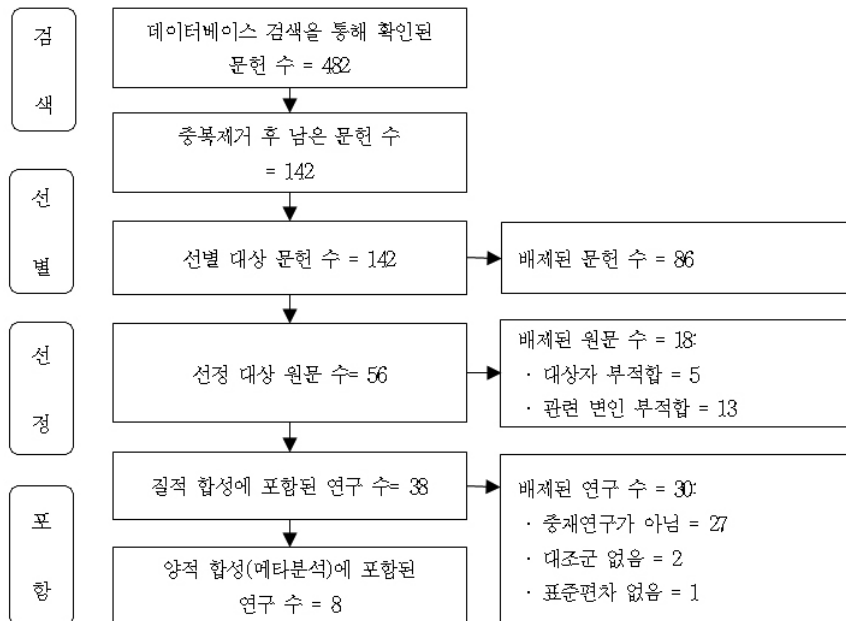 검
색
데이터베이스 검색을 통해 확인된
문헌 수 = 482
중복제거 후 남은 문헌 수
= 142
선
별
선별 대상 문헌 수 = 142
배제된 문헌 수 = 86
선
정
선정 대상 원문 수= 56
배제된 원문 수 = 18:
· 대상자 부적합 = 5
· 관련 변인 부적합 = 13
포
함
질적 합성에 포함된 연구 수= 38
배제된 연구 수 = 30:
· 중재연구가 아님 = 27
· 대조군 없음 = 2
· 표준편차 없음 = 1
양적 합성(메타분석)에 포함된
연구 수 = 8